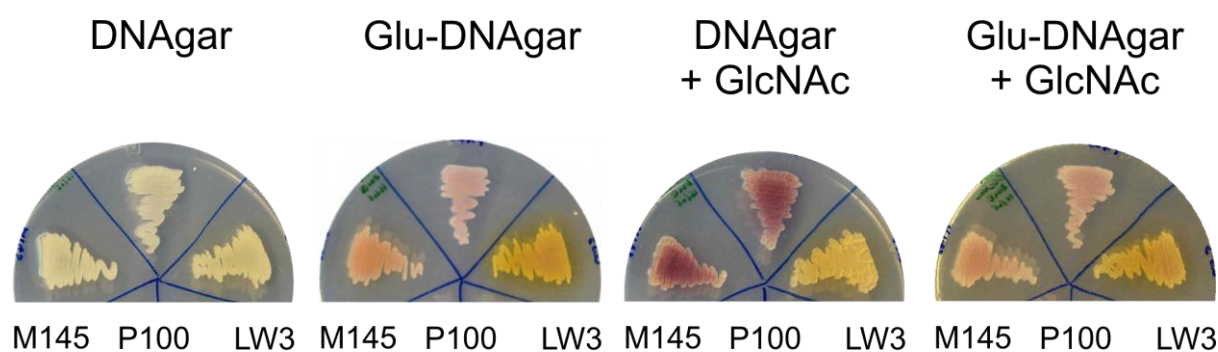 DNAgar
Glu-DNAgar
DNAgar
+ GlcNAc
Glu-DNAgar
+ GlcNAc
M145 P100 LW3
M145 P100 LW3
M145 P100 LW3
M145 P100 LW3